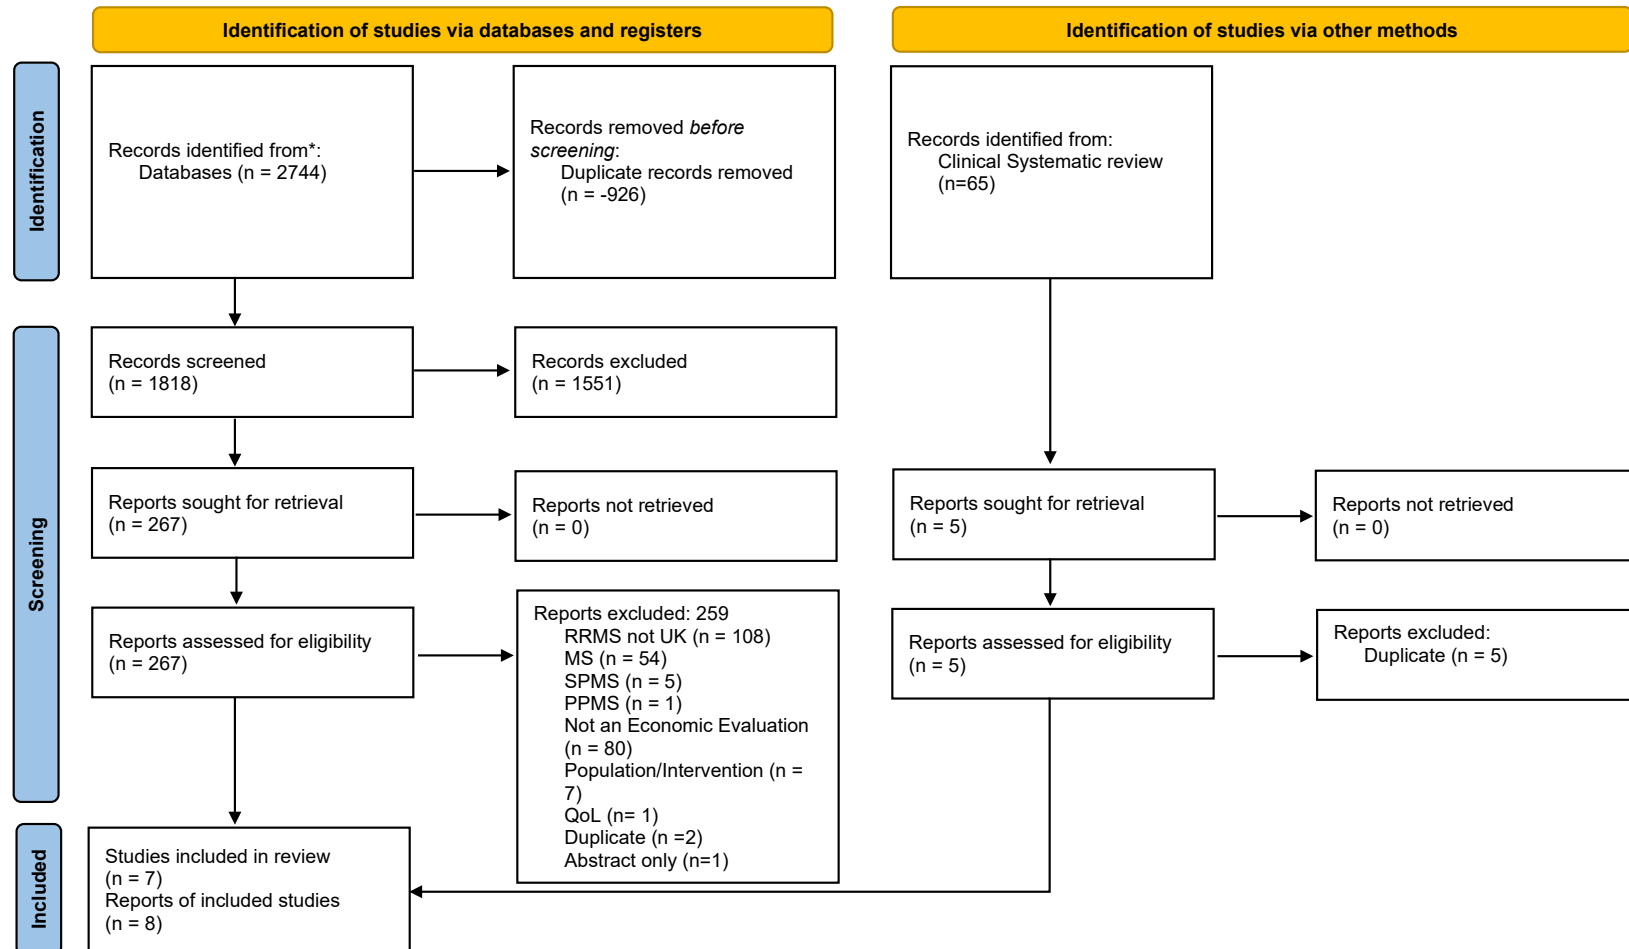 Identification of studies via databases and registers
Identification of studies via other methods
Identification
Records identified from*:
Databases (n = 2744)
Records removed before
screening:
Duplicate records removed
(n = -926)
Records identified from:
Clinical Systematic review
(n=65)
Screening
Records screened
(n = 1818)
Records excluded
(n = 1551)
Reports sought for retrieval
(n = 267)
Reports not retrieved
(n = 0)
Reports sought for retrieval
(n = 5)
Reports not retrieved
(n = 0)
Reports assessed for eligibility
(n = 267)
Reports excluded: 259
RRMS not UK (n = 108)
MS (n = 54)
SPMS (n = 5)
PPMS (n = 1)
Not an Economic Evaluation
(n = 80)
Population/Intervention (n =
7)
QoL (n= 1)
Duplicate (n =2)
Abstract only (n=1)
Reports assessed for eligibility
(n = 5)
Reports excluded:
Duplicate (n = 5)
Included
Studies included in review
(n = 7)
Reports of included studies
(n = 8)